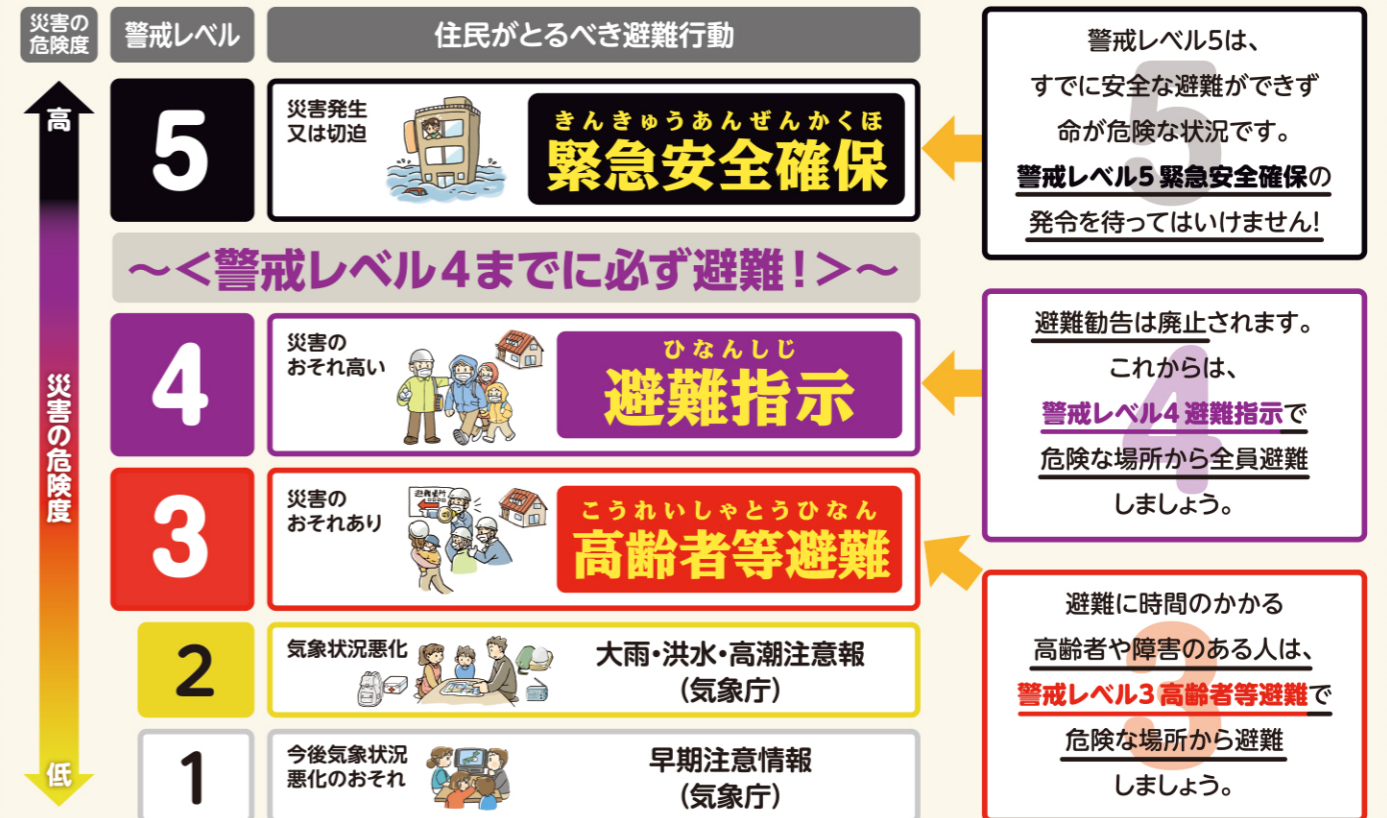 災害の
危険度
警戒レベル
住民がとるべき避難行動
高
災害の危険度
低
5
災害発生
又は切迫
きんきゅうあんぜんかくほ
緊急安全確保
〜<警戒レベル4までに必ず避難!>〜
4
災害の
おそれ高い
ひなんしじ
避難指示
3
災害の
おそれあり
避難場所
こうれいしゃとうひなん
高齢者等避難
2
気象状況悪化
大雨・洪水・高潮注意報
(気象庁)
1
今後気象状況
悪化のおそれ
早期注意情報
(気象庁)
5
警戒レベル5は、
すでに安全な避難ができず
命が危険な状況です。
警戒レベル5 緊急安全確保の
発令を待ってはいけません!
4
避難勧告は廃止されます。
これからは、
警戒レベル4 避難指示で
危険な場所から全員避難
しましょう。
3
避難に時間のかかる
高齢者や障害のある人は、
警戒レベル3 高齢者等避難で
危険な場所から避難
しましょう。